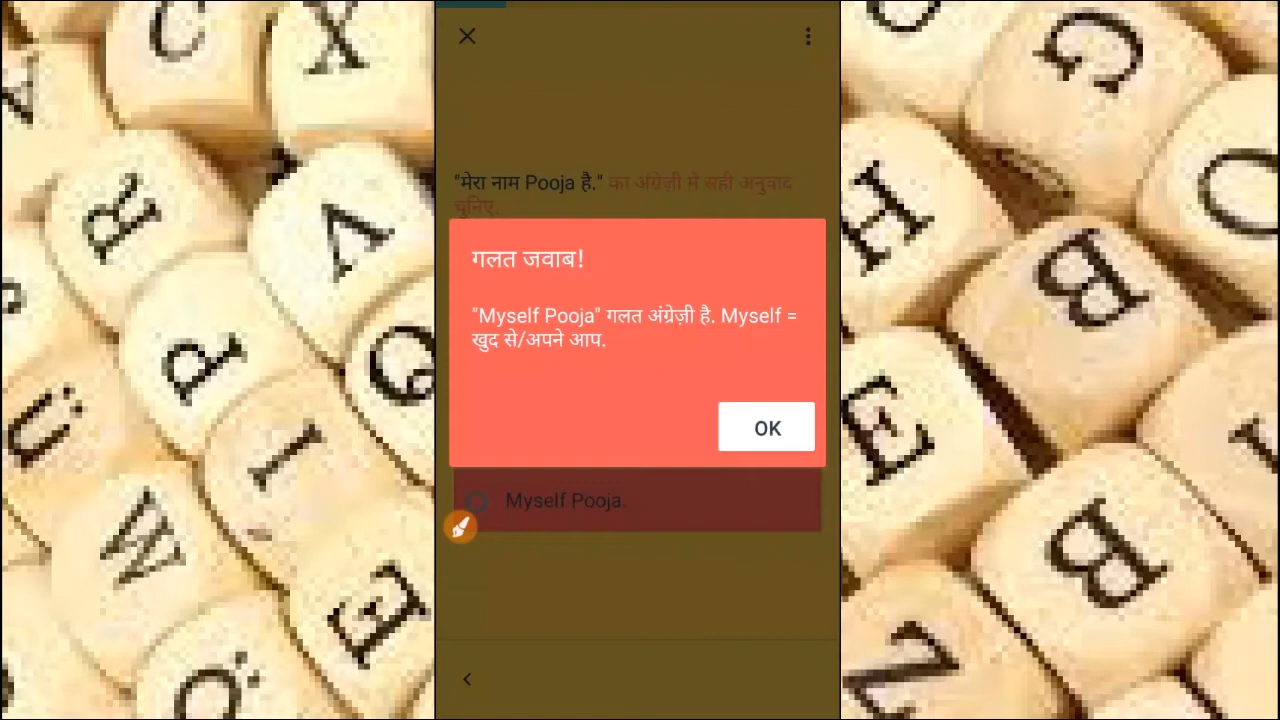 "मेरा नाम Pooja है." का अंग्रेज़ी में सही अनुवाद
चुनिए.
गलत जवाब!
"Myself Pooja" गलत अंग्रेज़ी है. Myself =
खुद से/अपने आप.
OK
Myself Pooja.